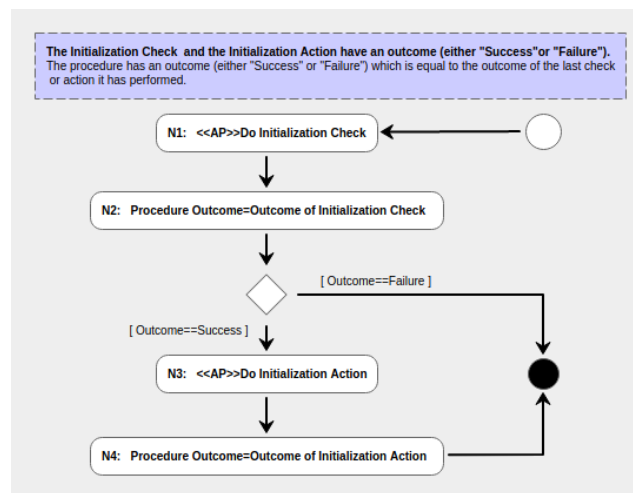 The Initialization Check  and the Initialization Action have an outcome (either "Success"or "Failure").
The procedure has an outcome (either "Success" or "Failure") which is equal to the outcome of the last check
or action it has performed.
N1:   <<AP>>Do Initialization Check
N2:   Procedure Outcome=Outcome of Initialization Check
[ Outcome==Failure ]
[ Outcome==Success ]
N3:   <<AP>>Do Initialization Action
N4:   Procedure Outcome=Outcome of Initialization Action